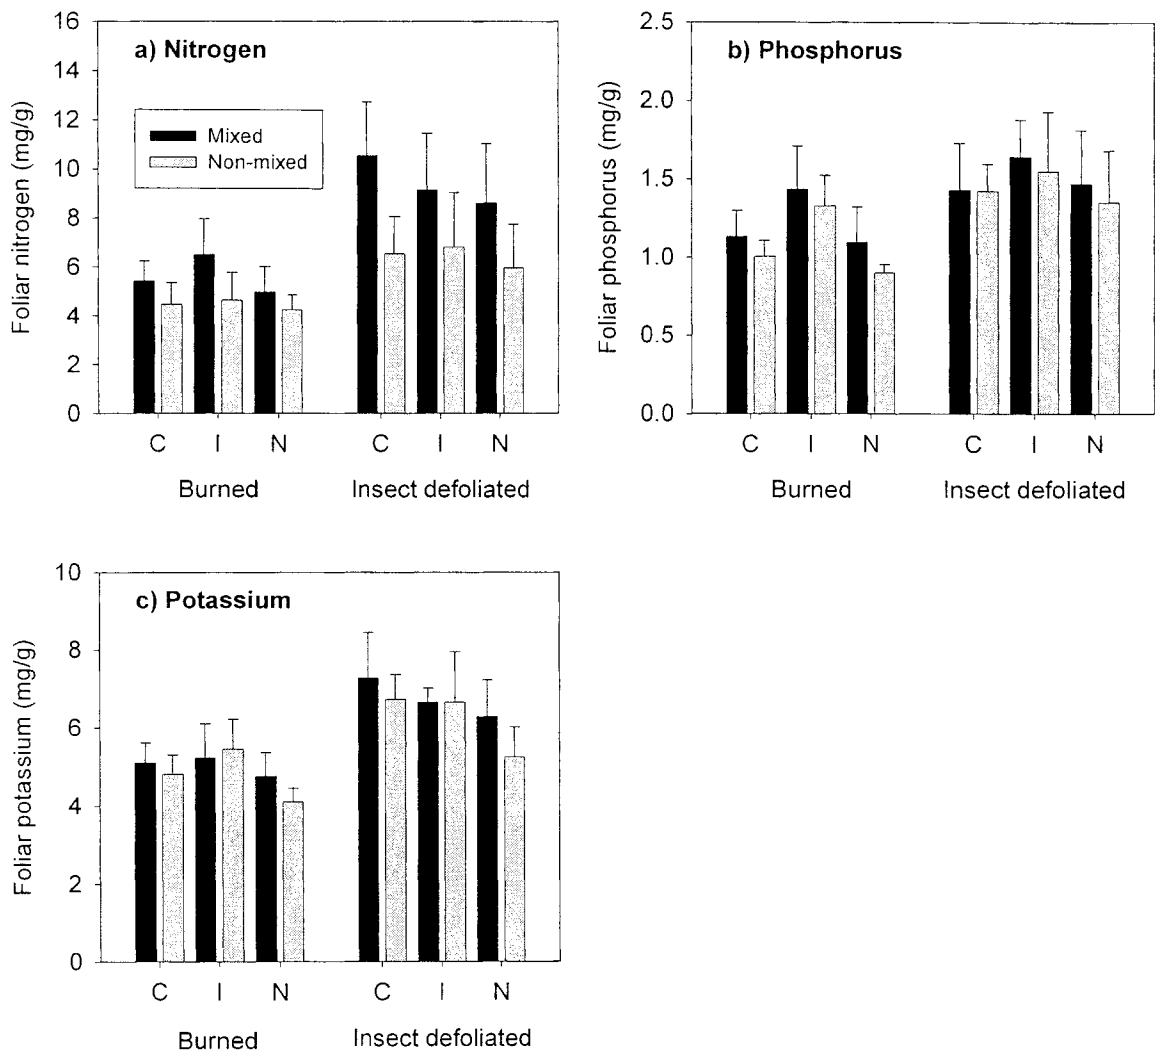 a) Nitrogen
Mixed
Non-mixed
Foliar nitrogen (mg/g)
16
14
12
10
8
6
4
2
0
C I N C I N
Burned Insect defoliated
b) Phosphorus
Foliar phosphorus (mg/g)
2.5
2.0
1.5
1.0
0.5
0.0
C I N C I N
Burned Insect defoliated
c) Potassium
Foliar potassium (mg/g)
10
8
6
4
2
0
C I N C I N
Burned Insect defoliated